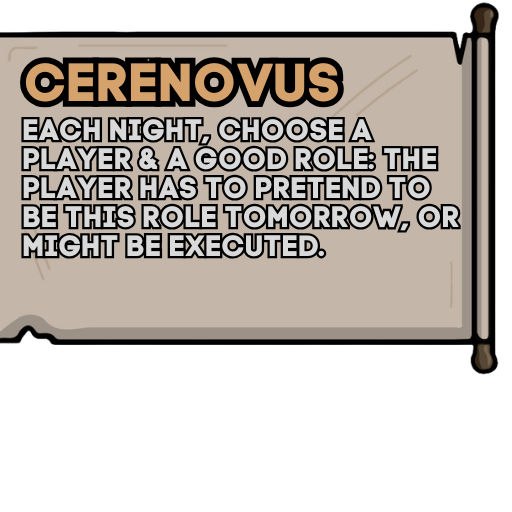 CERENOVUS
EACH NIGHT, CHOOSE A
PLAYER & A GOOD ROLE: THE
PLAYER HAS TO PRETEND TO
BE THIS ROLE TOMORROW, OR
MIGHT BE EXECUTED.